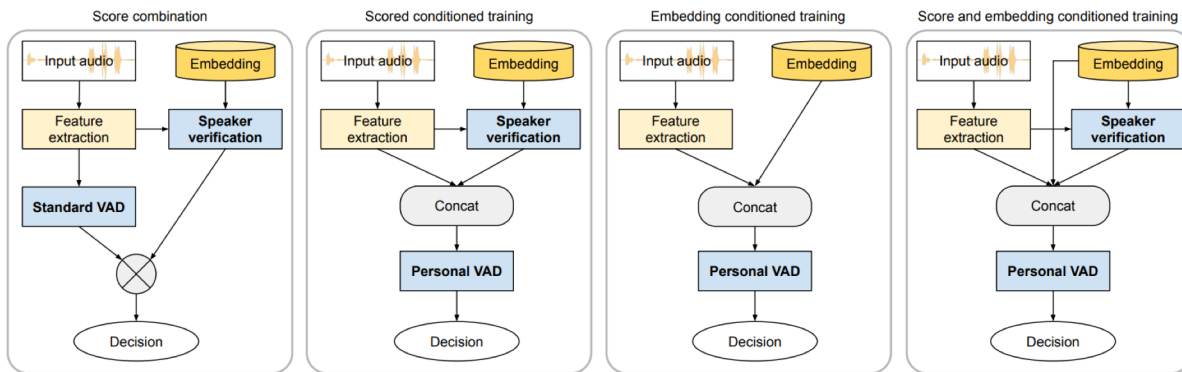 Score combination
Input audio
Embedding
Feature
extraction
Speaker
verification
Standard VAD
Decision
Scored conditioned training
Input audio
Embedding
Feature
extraction
Speaker
verification
Concat
Personal VAD
Decision
Embedding conditioned training
Input audio
Embedding
Feature
extraction
Concat
Personal VAD
Decision
Score and embedding conditioned training
Input audio
Embedding
Feature
extraction
Speaker
verification
Concat
Personal VAD
Decision